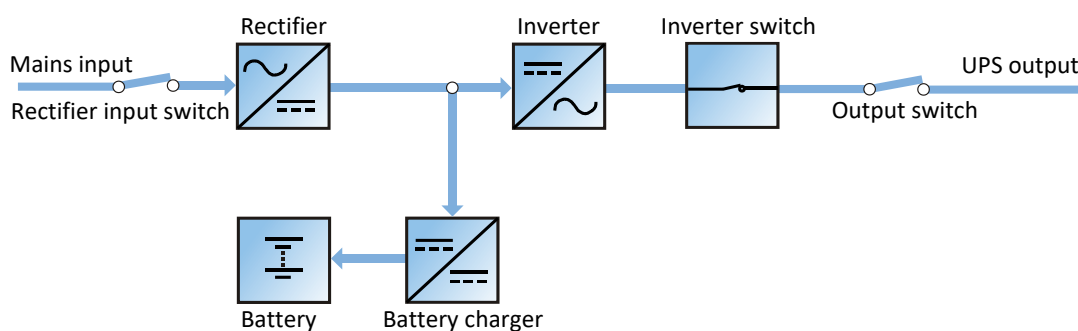 Rectifier
Inverter
Inverter switch
Mains input
UPS output
Rectifier input switch
Output switch
Battery
Battery charger